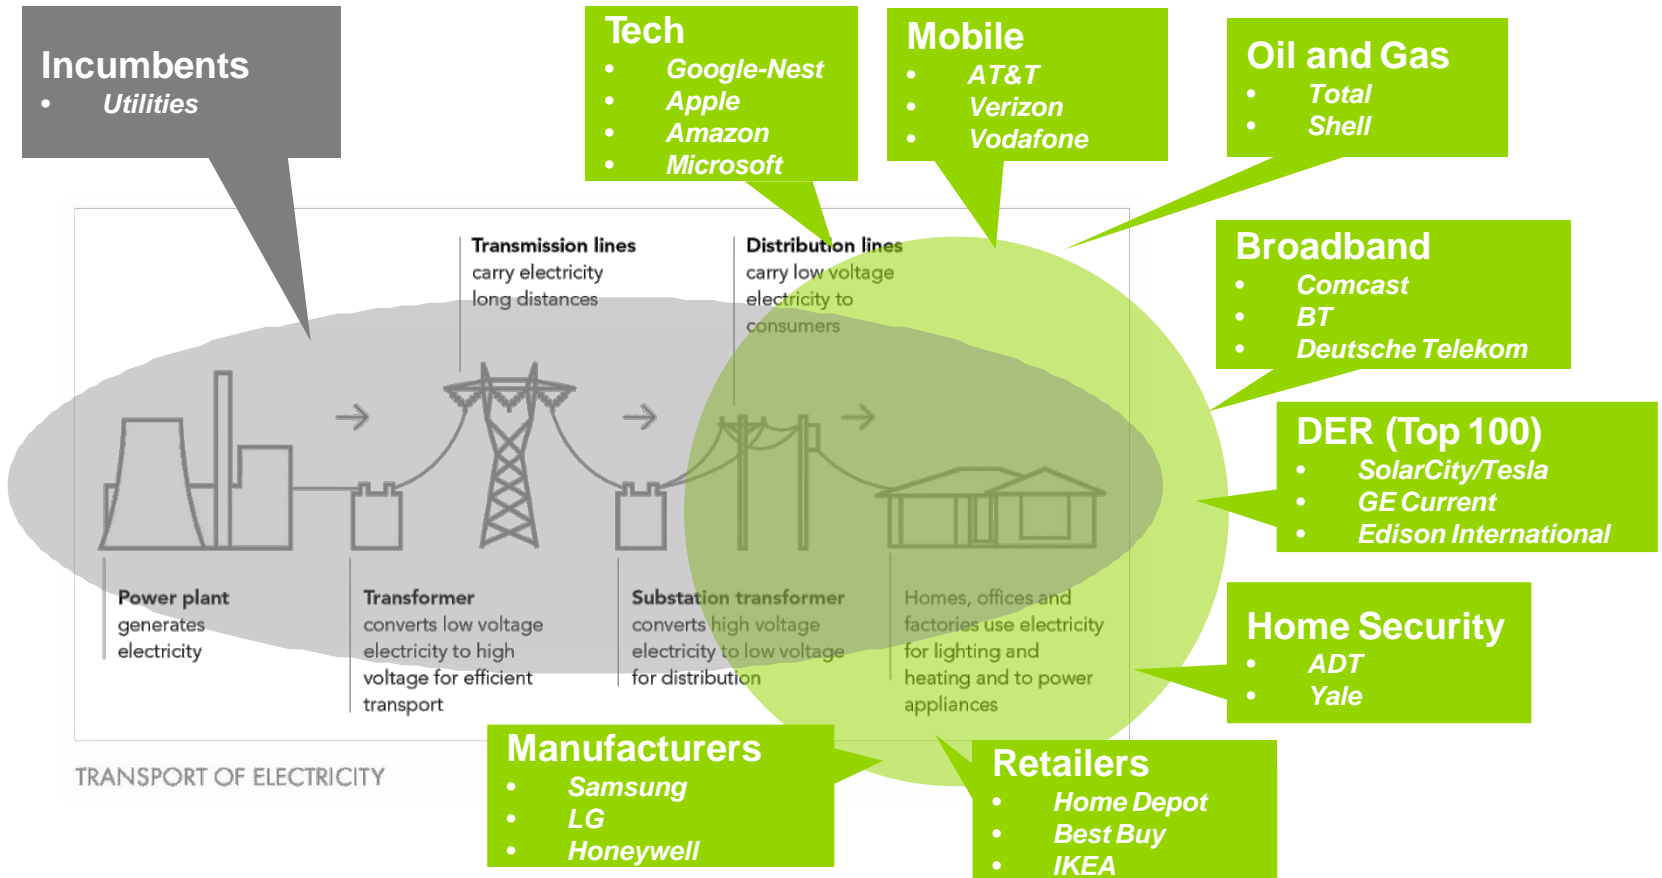 Incumbents
• Utilities
Tech
• Google-Nest
• Apple
• Amazon
• Microsoft
Mobile
• AT&T
• Verizon
• Vodafone
Oil and Gas
• Total
• Shell
Broadband
• Comcast
• BT
• Deutsche Telekom
DER (Top 100)
• SolarCity/Tesla
• GE Current
• Edison International
Home Security
• ADT
• Yale
Transmission lines
carry electricity
long distances
Distribution lines
carry low voltage
electricity to
consumers
Power plant
generates
electricity
Transformer
converts low voltage
electricity to high
voltage for efficient
transport
Substation transformer
converts high voltage
electricity to low voltage
for distribution
Homes, offices and
factories use electricity
for lighting and
heating and to power
appliances
TRANSPORT OF ELECTRICITY
Manufacturers
• Samsung
• LG
• Honeywell
Retailers
• Home Depot
• Best Buy
• IKEA